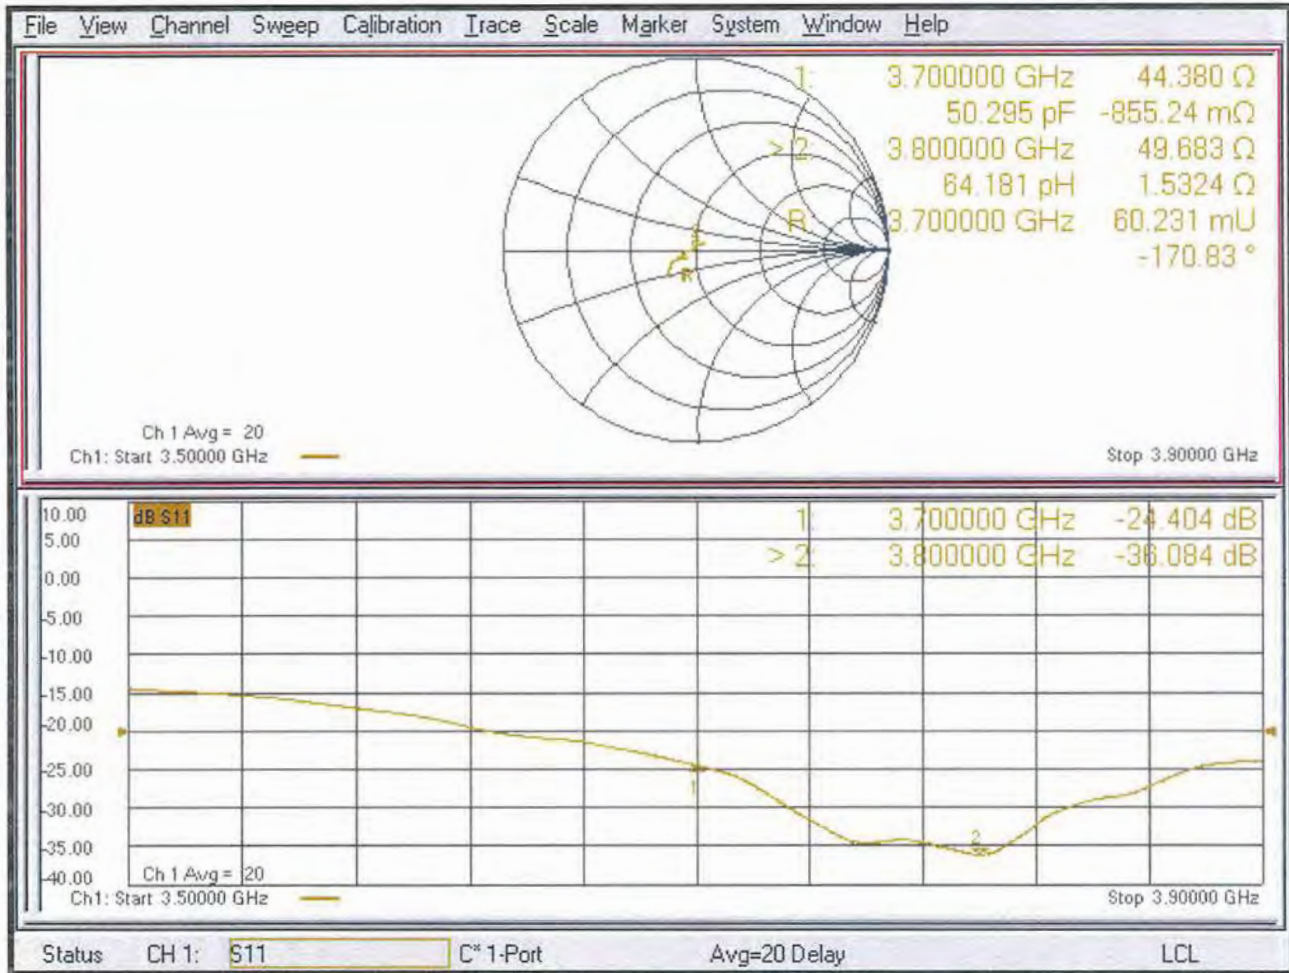 File View Channel Sweep Calibration Trace Scale Marker System Window Help
1: 3.700000 GHz 44.380 Ω
50.295 pF -855.24 mΩ
> 2: 3.800000 GHz 49.683 Ω
64.181 pH 1.5324 Ω
R 3.700000 GHz 60.231 mU
-170.83 °
R
Ch 1 Avg = 20
Ch1: Start 3.50000 GHz
Stop 3.90000 GHz
10.00
dB S11
1: 3.700000 GHz -24.404 dB
> 2: 3.800000 GHz -36.084 dB
5.00
0.00
-5.00
-10.00
-15.00
-20.00
-25.00
-30.00
-35.00
-40.00
1
2
Ch 1 Avg = 20
Ch1: Start 3.50000 GHz
Stop 3.90000 GHz
Status CH 1: S11 C* 1-Port Avg=20 Delay LCL